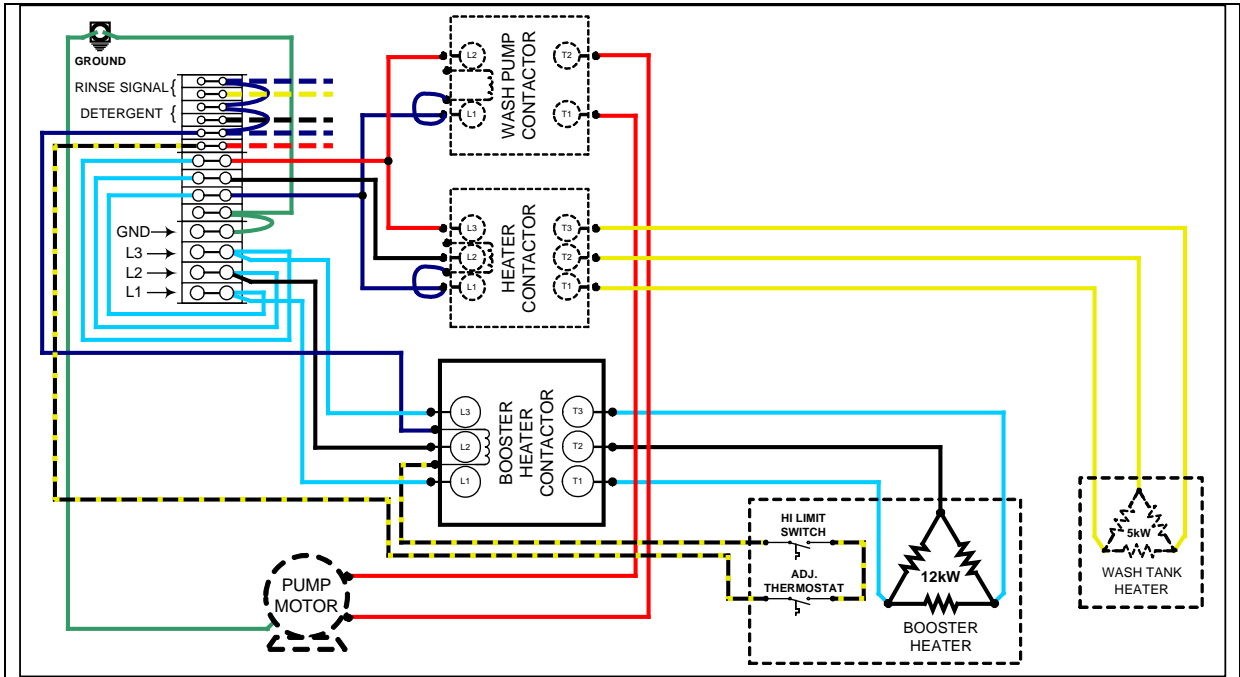 GROUND
RINSE SIGNAL {
DETERGENT {
GND
L3
L2
L1
L2
L1
WASH PUMP
CONTACTOR
T2
T1
L3
L2
L1
HEATER
CONTACTOR
T3
T2
T1
L3
L2
L1
BOOSTER
HEATER
CONTACTOR
T3
T2
T1
PUMP
MOTOR
HI LIMIT
SWITCH
ADJ.
THERMOSTAT
12kW
BOOSTER
HEATER
5kW
WASH TANK
HEATER